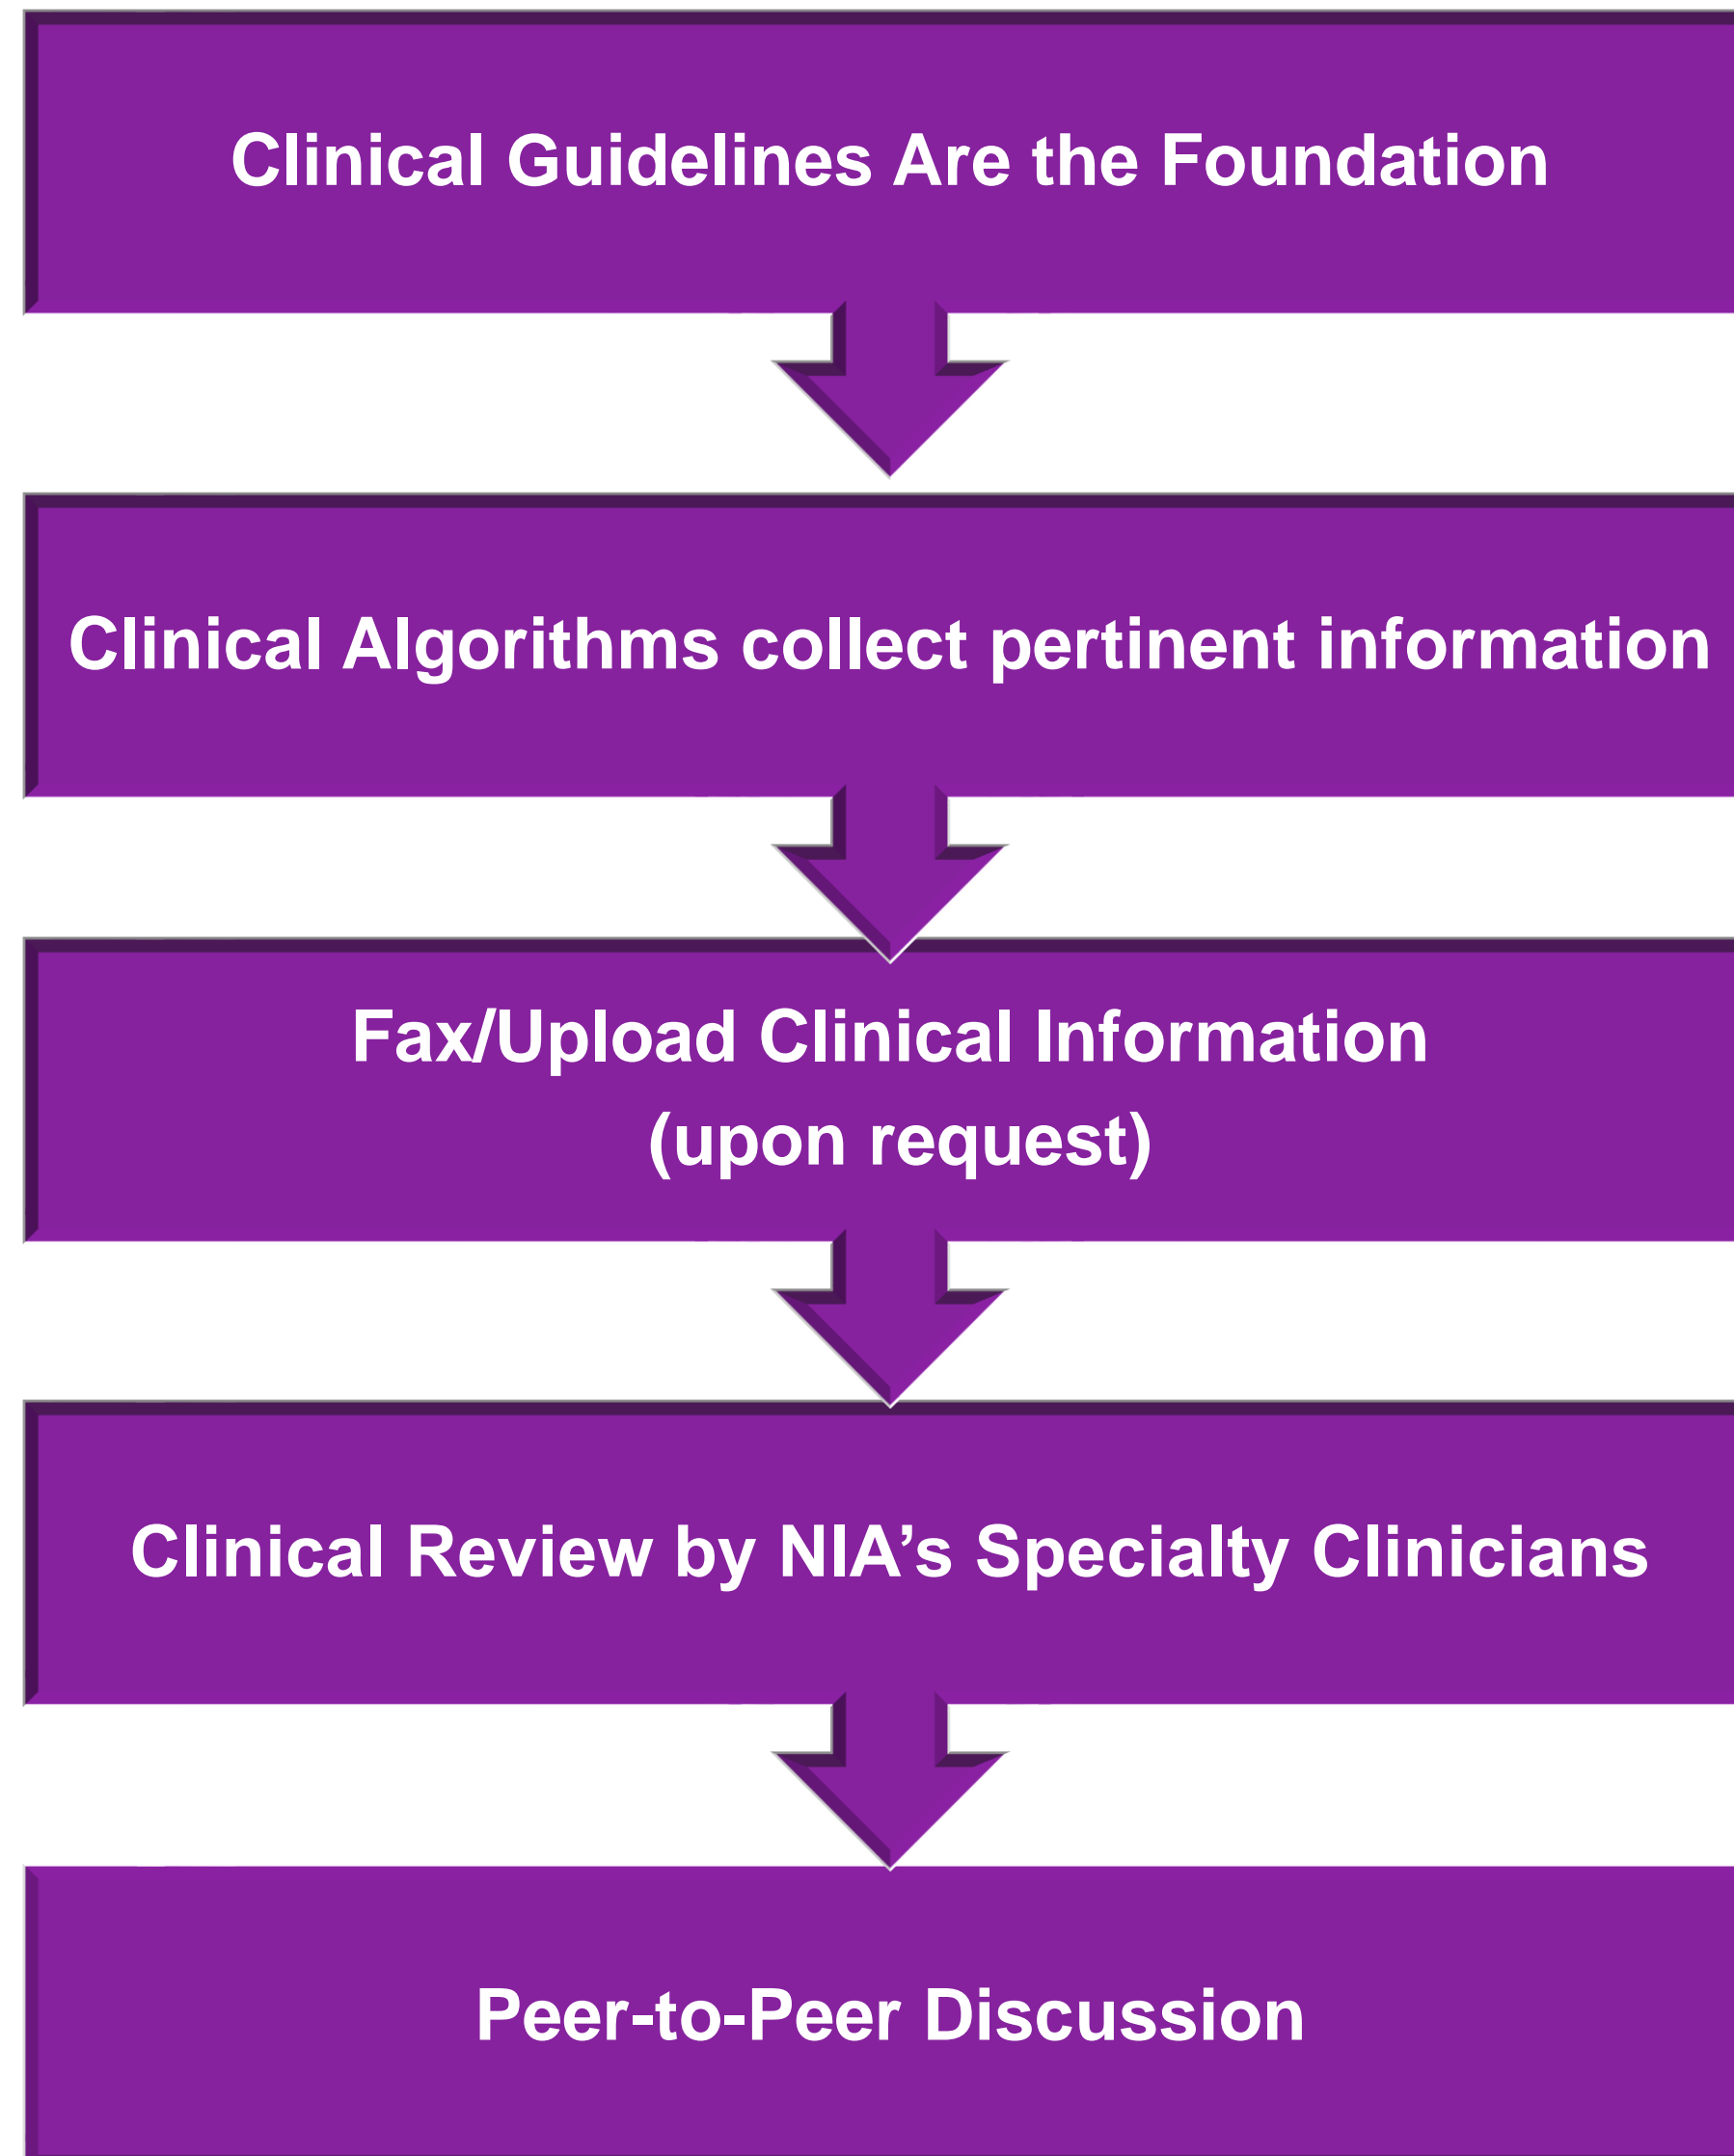 Clinical Guidelines Are the Foundation
Clinical Algorithms collect pertinent information
Fax/Upload Clinical Information
(upon request)
Clinical Review by NIA’s Specialty Clinicians
Peer-to-Peer Discussion